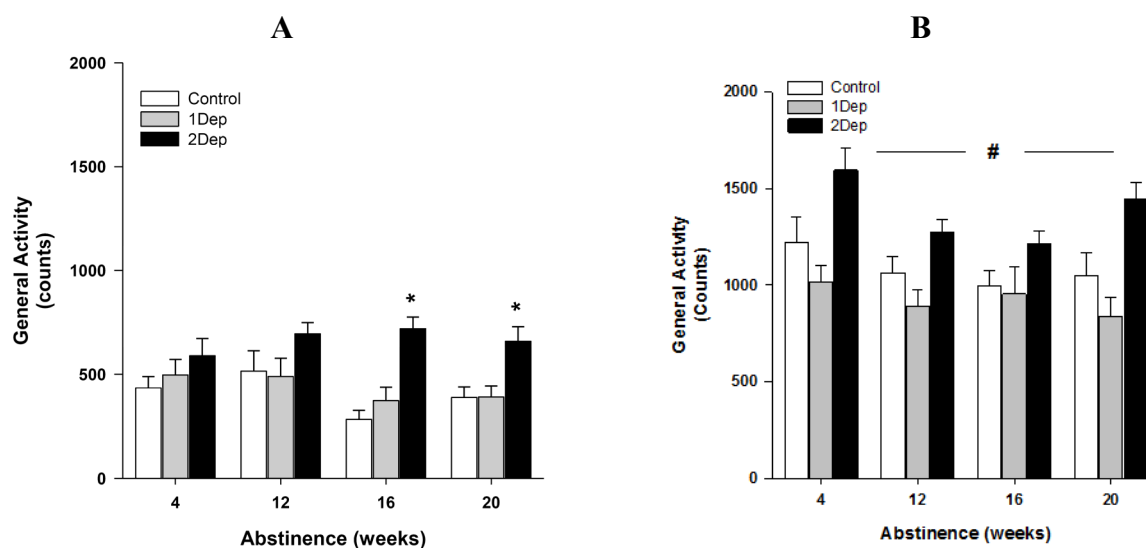 A
2000
1500
1000
500
0
Control
1Dep
2Dep
*
*
4
12
16
20
General Activity
(counts)
Abstinence (weeks)
B
2000
1500
1000
500
0
Control
1Dep
2Dep
#
4
12
16
20
General Activity
(Counts)
Abstinence (weeks)